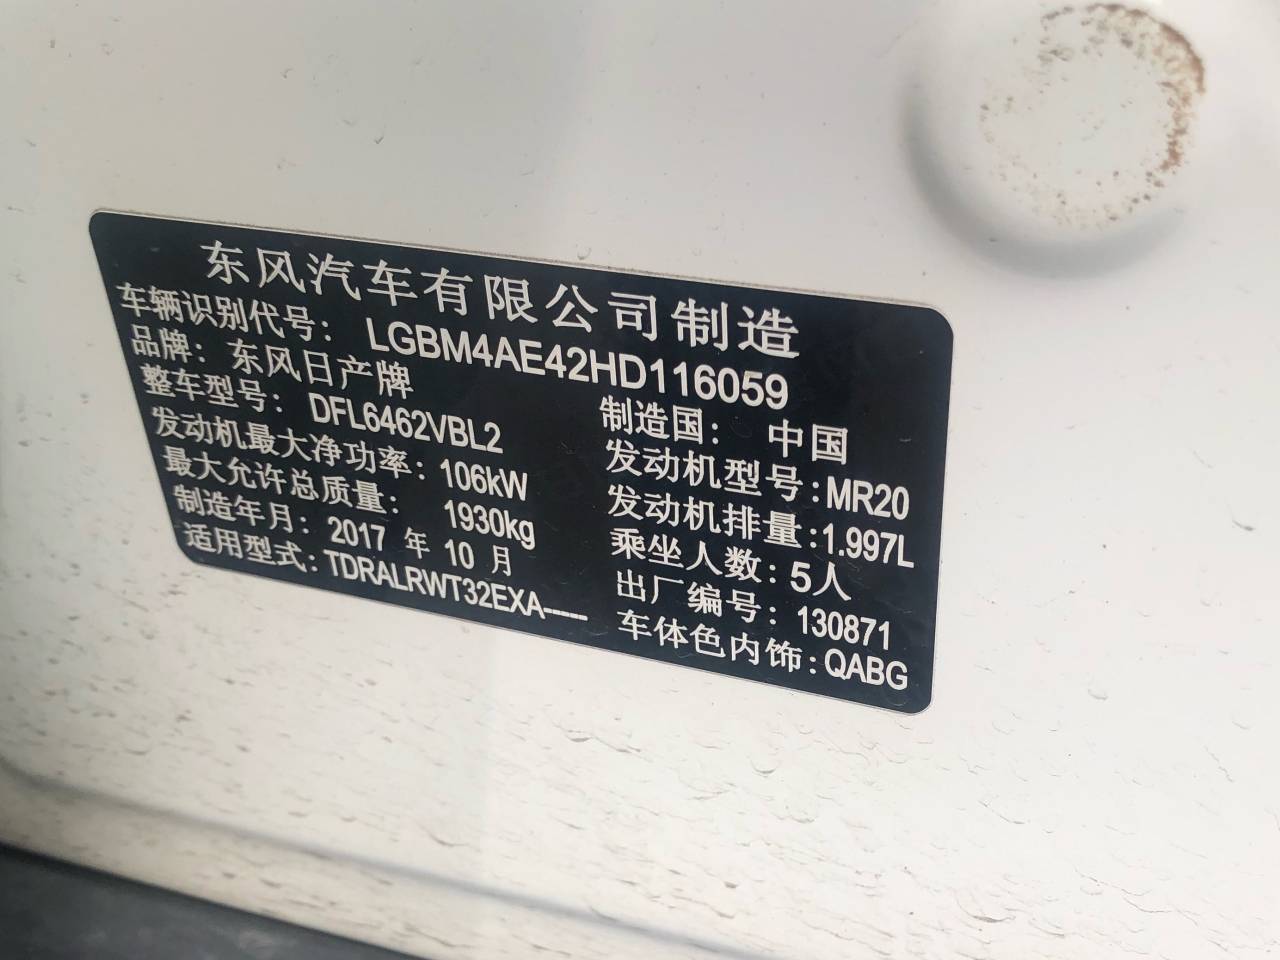 东风汽车有限公司制造
车辆识别代号: LGBM4AE42HD116059
品牌: 东风日产牌 制造国: 中国
整车型号: DFL6462VBL2 发动机型号:MR20
发动机最大净功率: 106kW 发动机排量:1.997L
最大允许总质量: 1930kg 乘坐人数: 5人
制造年月: 2017 年 10 月 出厂编号: 130871
适用型式: TDRALRWT32EXA----- 车体色内饰:QABG